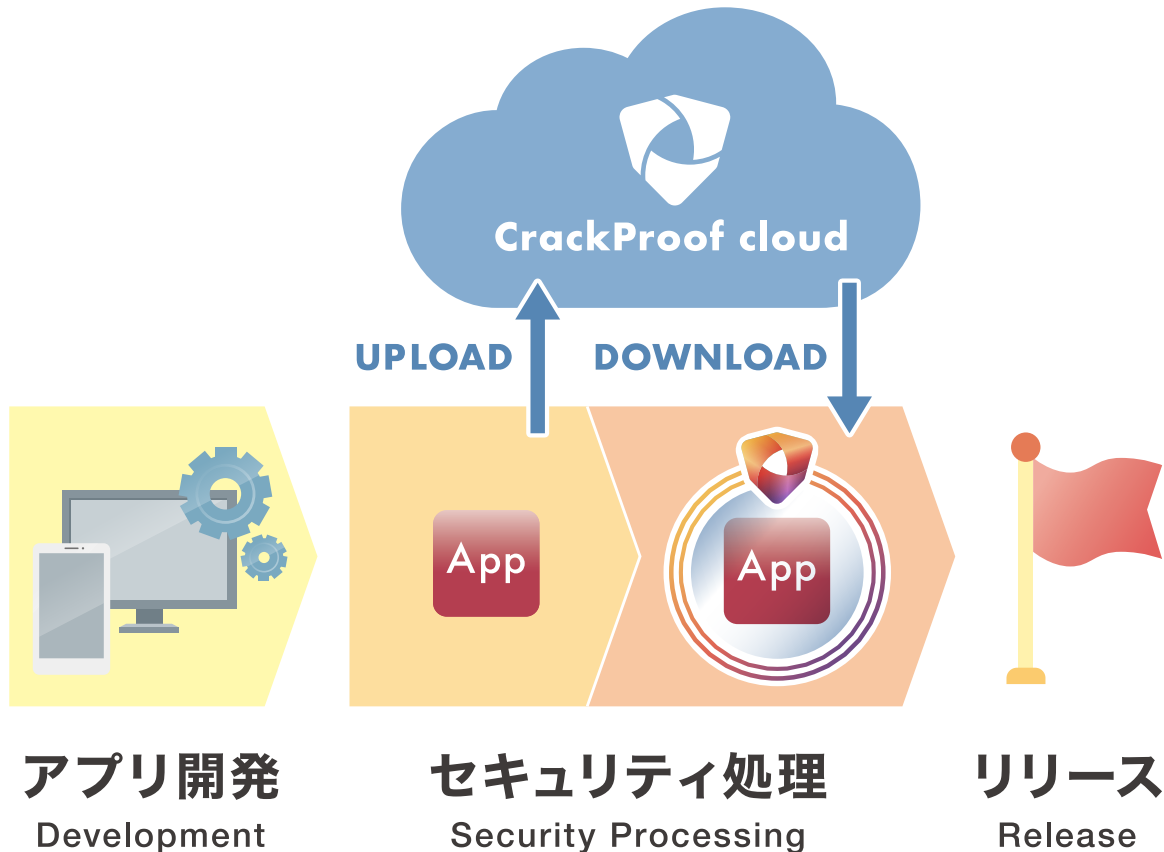 CrackProof cloud
UPLOAD
DOWNLOAD
App
App
アプリ開発
Development
セキュリティ処理
Security Processing
リリース
Release